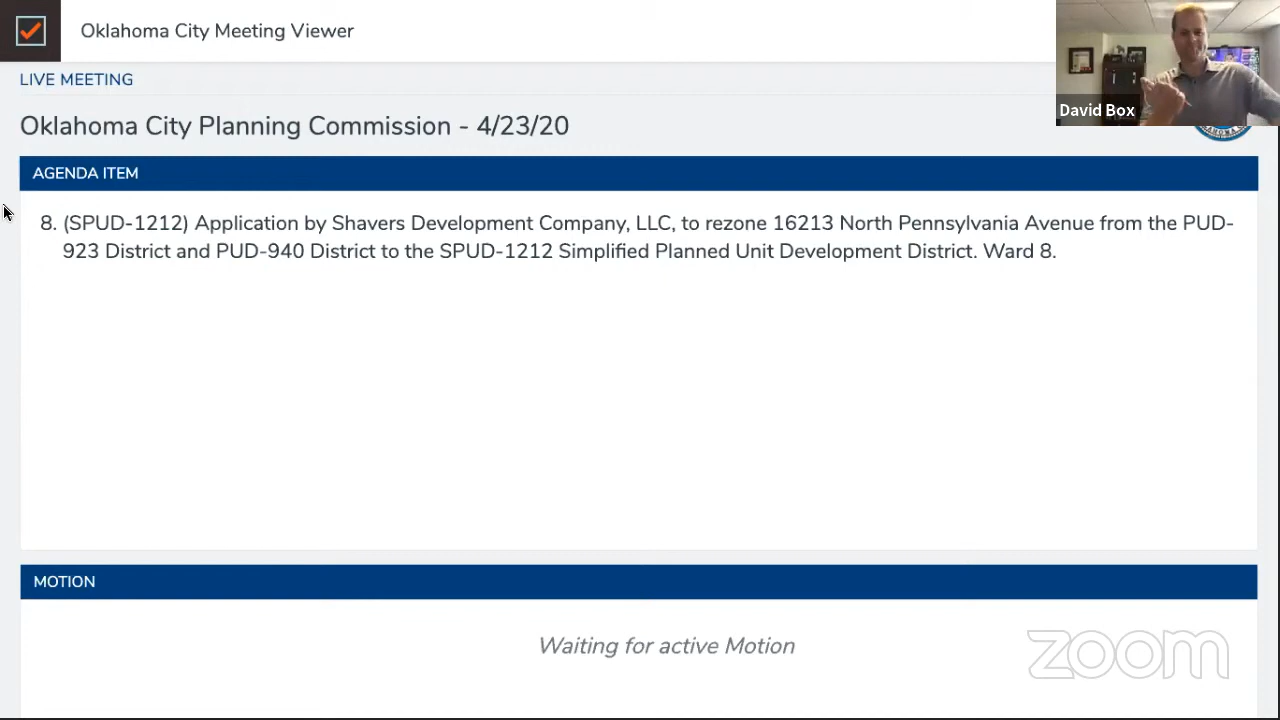 Oklahoma City Meeting Viewer
LIVE MEETING
David Box
Oklahoma City Planning Commission - 4/23/20
AGENDA ITEM
8. (SPUD-1212) Application by Shavers Development Company, LLC, to rezone 16213 North Pennsylvania Avenue from the PUD-
923 District and PUD-940 District to the SPUD-1212 Simplified Planned Unit Development District. Ward 8.
MOTION
Waiting for active Motion
zoom